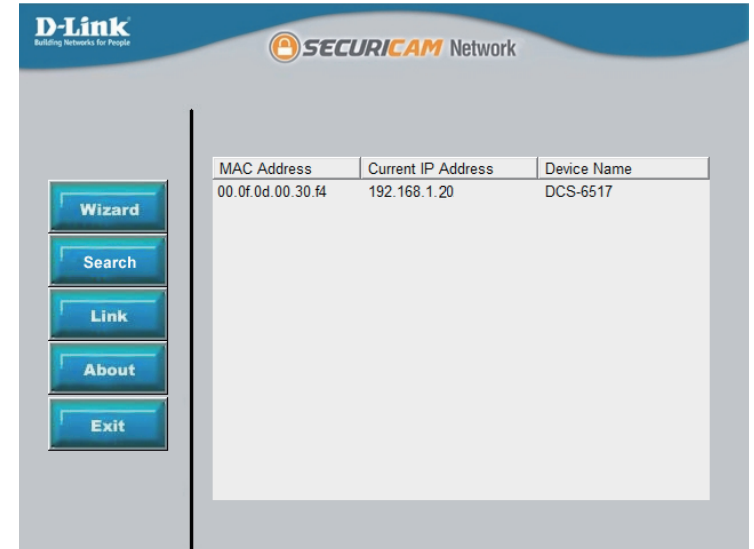 D-Link
Building Networks for People
SECURICAM Network
MAC Address Current IP Address Device Name
00.0f.0d.00.30.f4 192.168.1.20 DCS-6517
Wizard
Search
Link
About
Exit